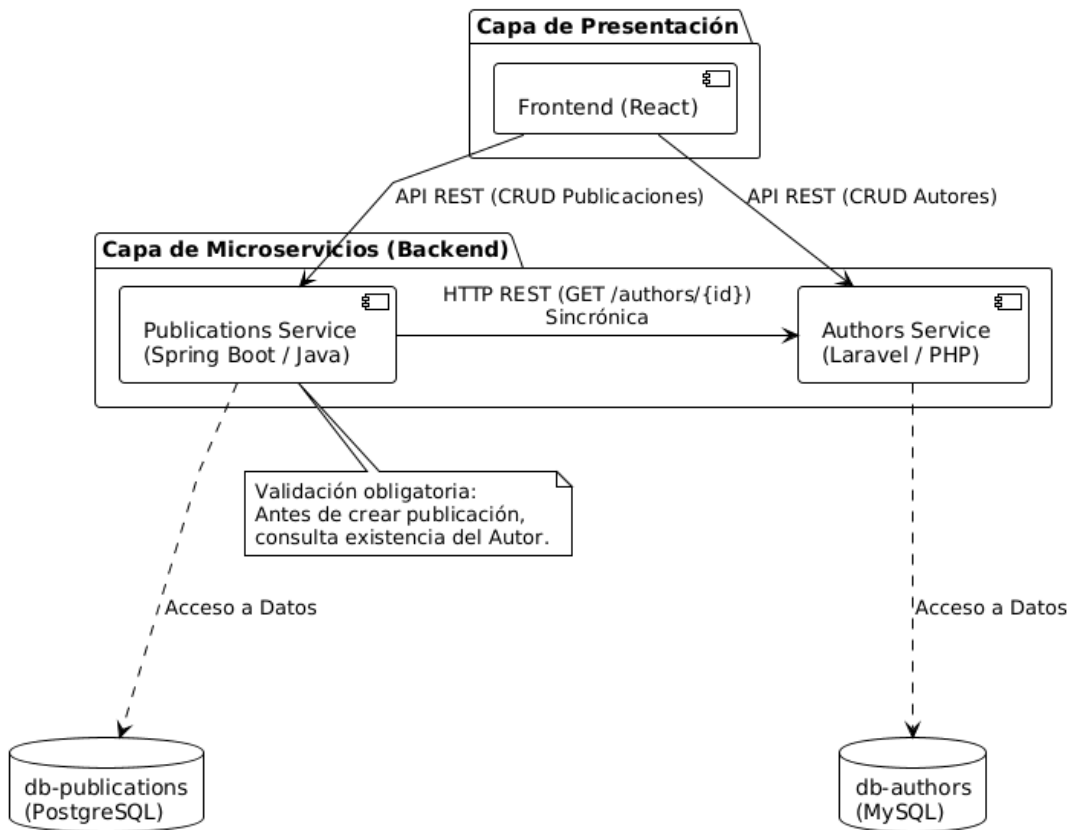 Capa de Presentación
Frontend (React)
API REST (CRUD Publicaciones)
API REST (CRUD Autores)
Capa de Microservicios (Backend)
HTTP REST (GET /authors/{id})
Sincrónica
Publications Service
(Spring Boot / Java)
Authors Service
(Laravel / PHP)
Validación obligatoria:
Antes de crear publicación,
consulta existencia del Autor.
Acceso a Datos
Acceso a Datos
db-publications
(PostgreSQL)
db-authors
(MySQL)